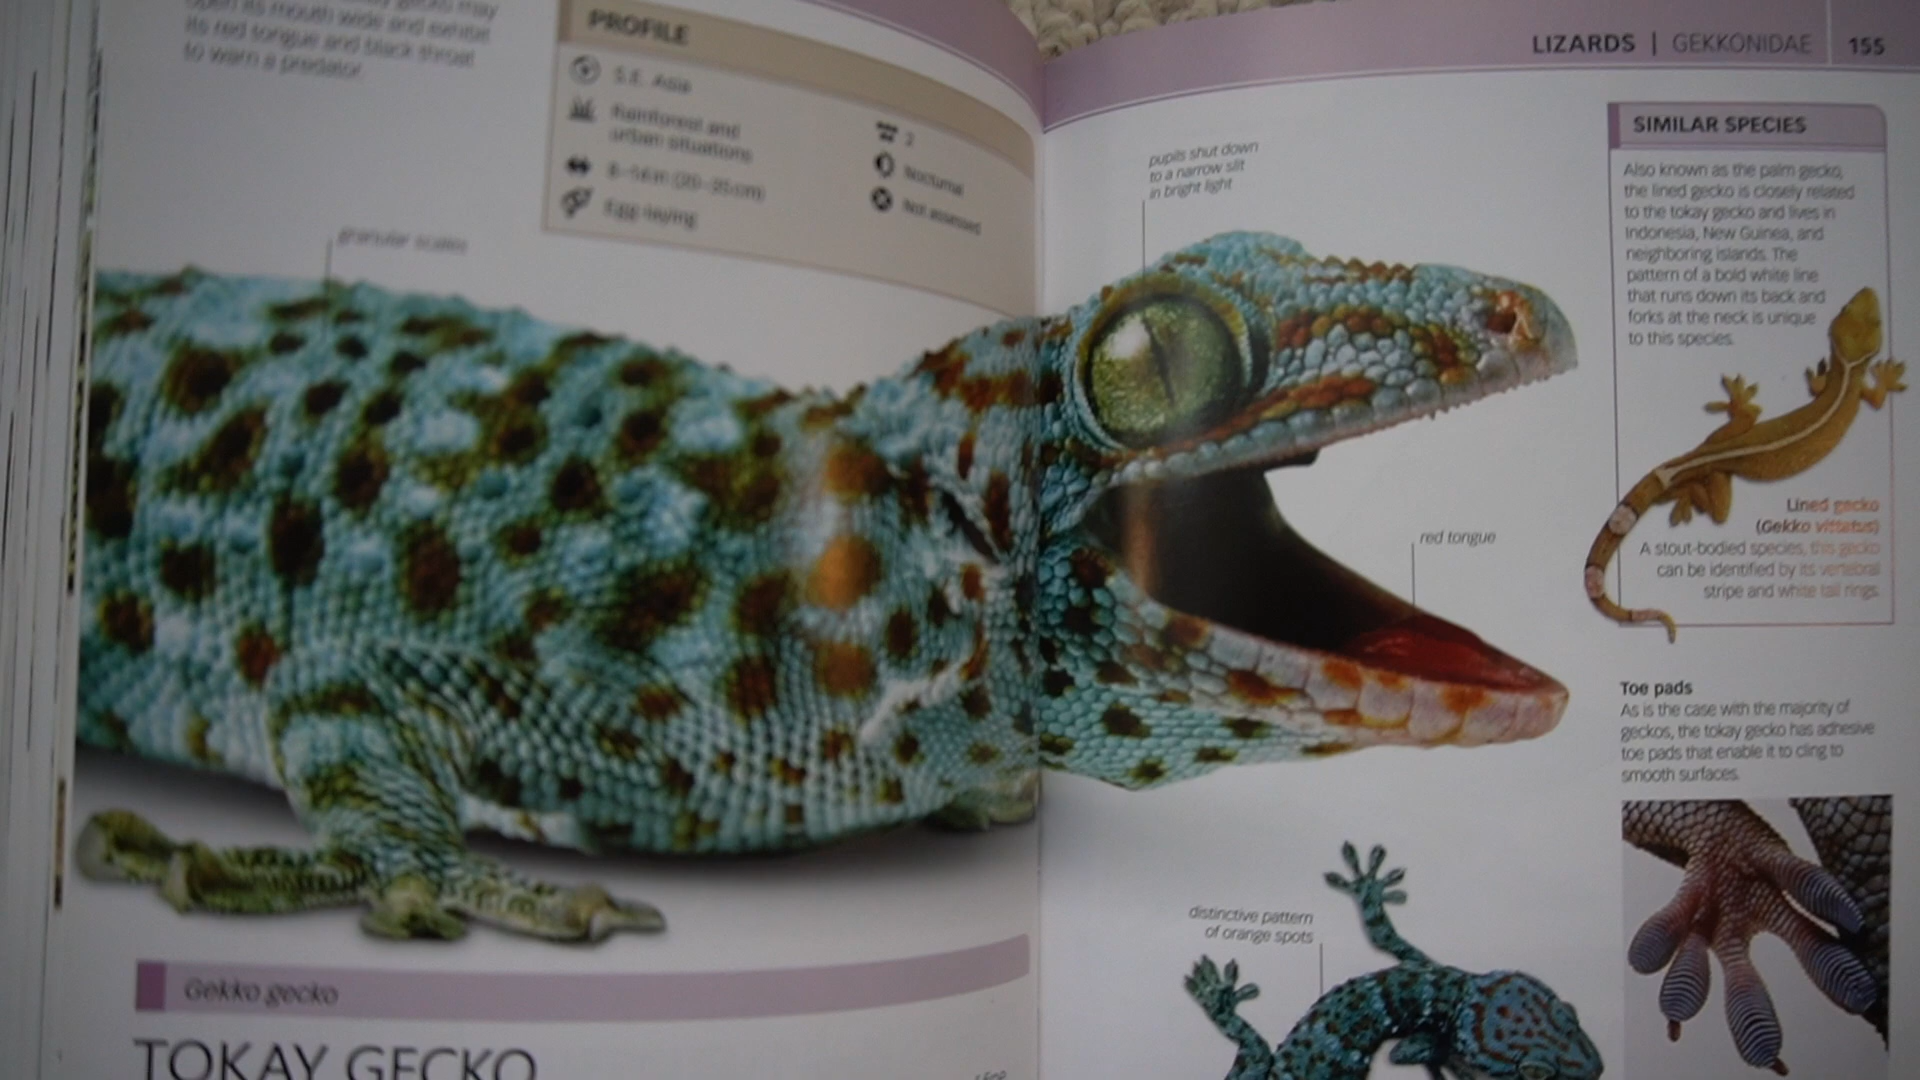 open its mouth wide and exhibit
its red tongue and black throat
to warn a predator.
PROFILE
S.E. Asia
Rainforest and
urban situations
8–14in (20–35cm)
Egg-laying
2
Nocturnal
Not assessed
granular scales
Gekko gecko
TOKAY GECKO
LIZARDS | GEKKONIDAE 155
pupils shut down
to a narrow slit
in bright light
red tongue
distinctive pattern
of orange spots
SIMILAR SPECIES
Also known as the palm gecko,
the lined gecko is closely related
to the tokay gecko and lives in
Indonesia, New Guinea, and
neighboring islands. The
pattern of a bold white line
that runs down its back and
forks at the neck is unique
to this species.
Lined gecko
(Gekko vittatus)
A stout-bodied species, this gecko
can be identified by its vertebral
stripe and white tail rings.
Toe pads
As is the case with the majority of
geckos, the tokay gecko has adhesive
toe pads that enable it to cling to
smooth surfaces.